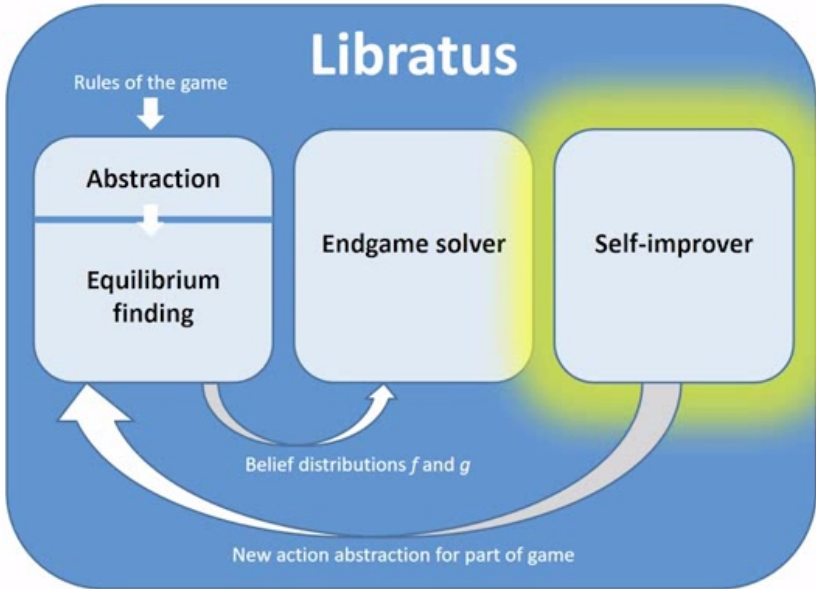 Libratus
Rules of the game
Abstraction
Equilibrium
finding
Endgame solver
Self-improver
Belief distributions f and g
New action abstraction for part of game